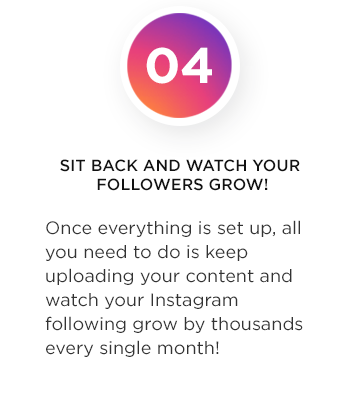 04
SIT BACK AND WATCH YOUR
FOLLOWERS GROW!
Once everything is set up, all
you need to do is keep
uploading your content and
watch your Instagram
following grow by thousands
every single month!